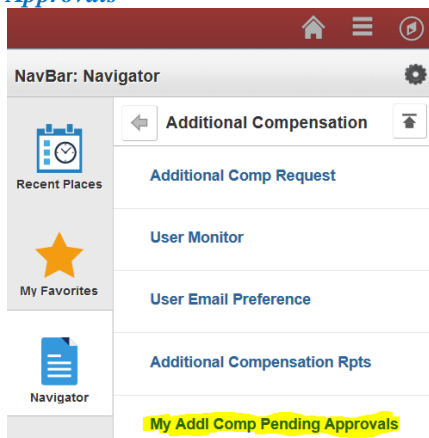 Approvals
NavBar: Navigator
Additional Compensation
Recent Places
Additional Comp Request
User Monitor
My Favorites
User Email Preference
Additional Compensation Rpts
Navigator
My Addl Comp Pending Approvals